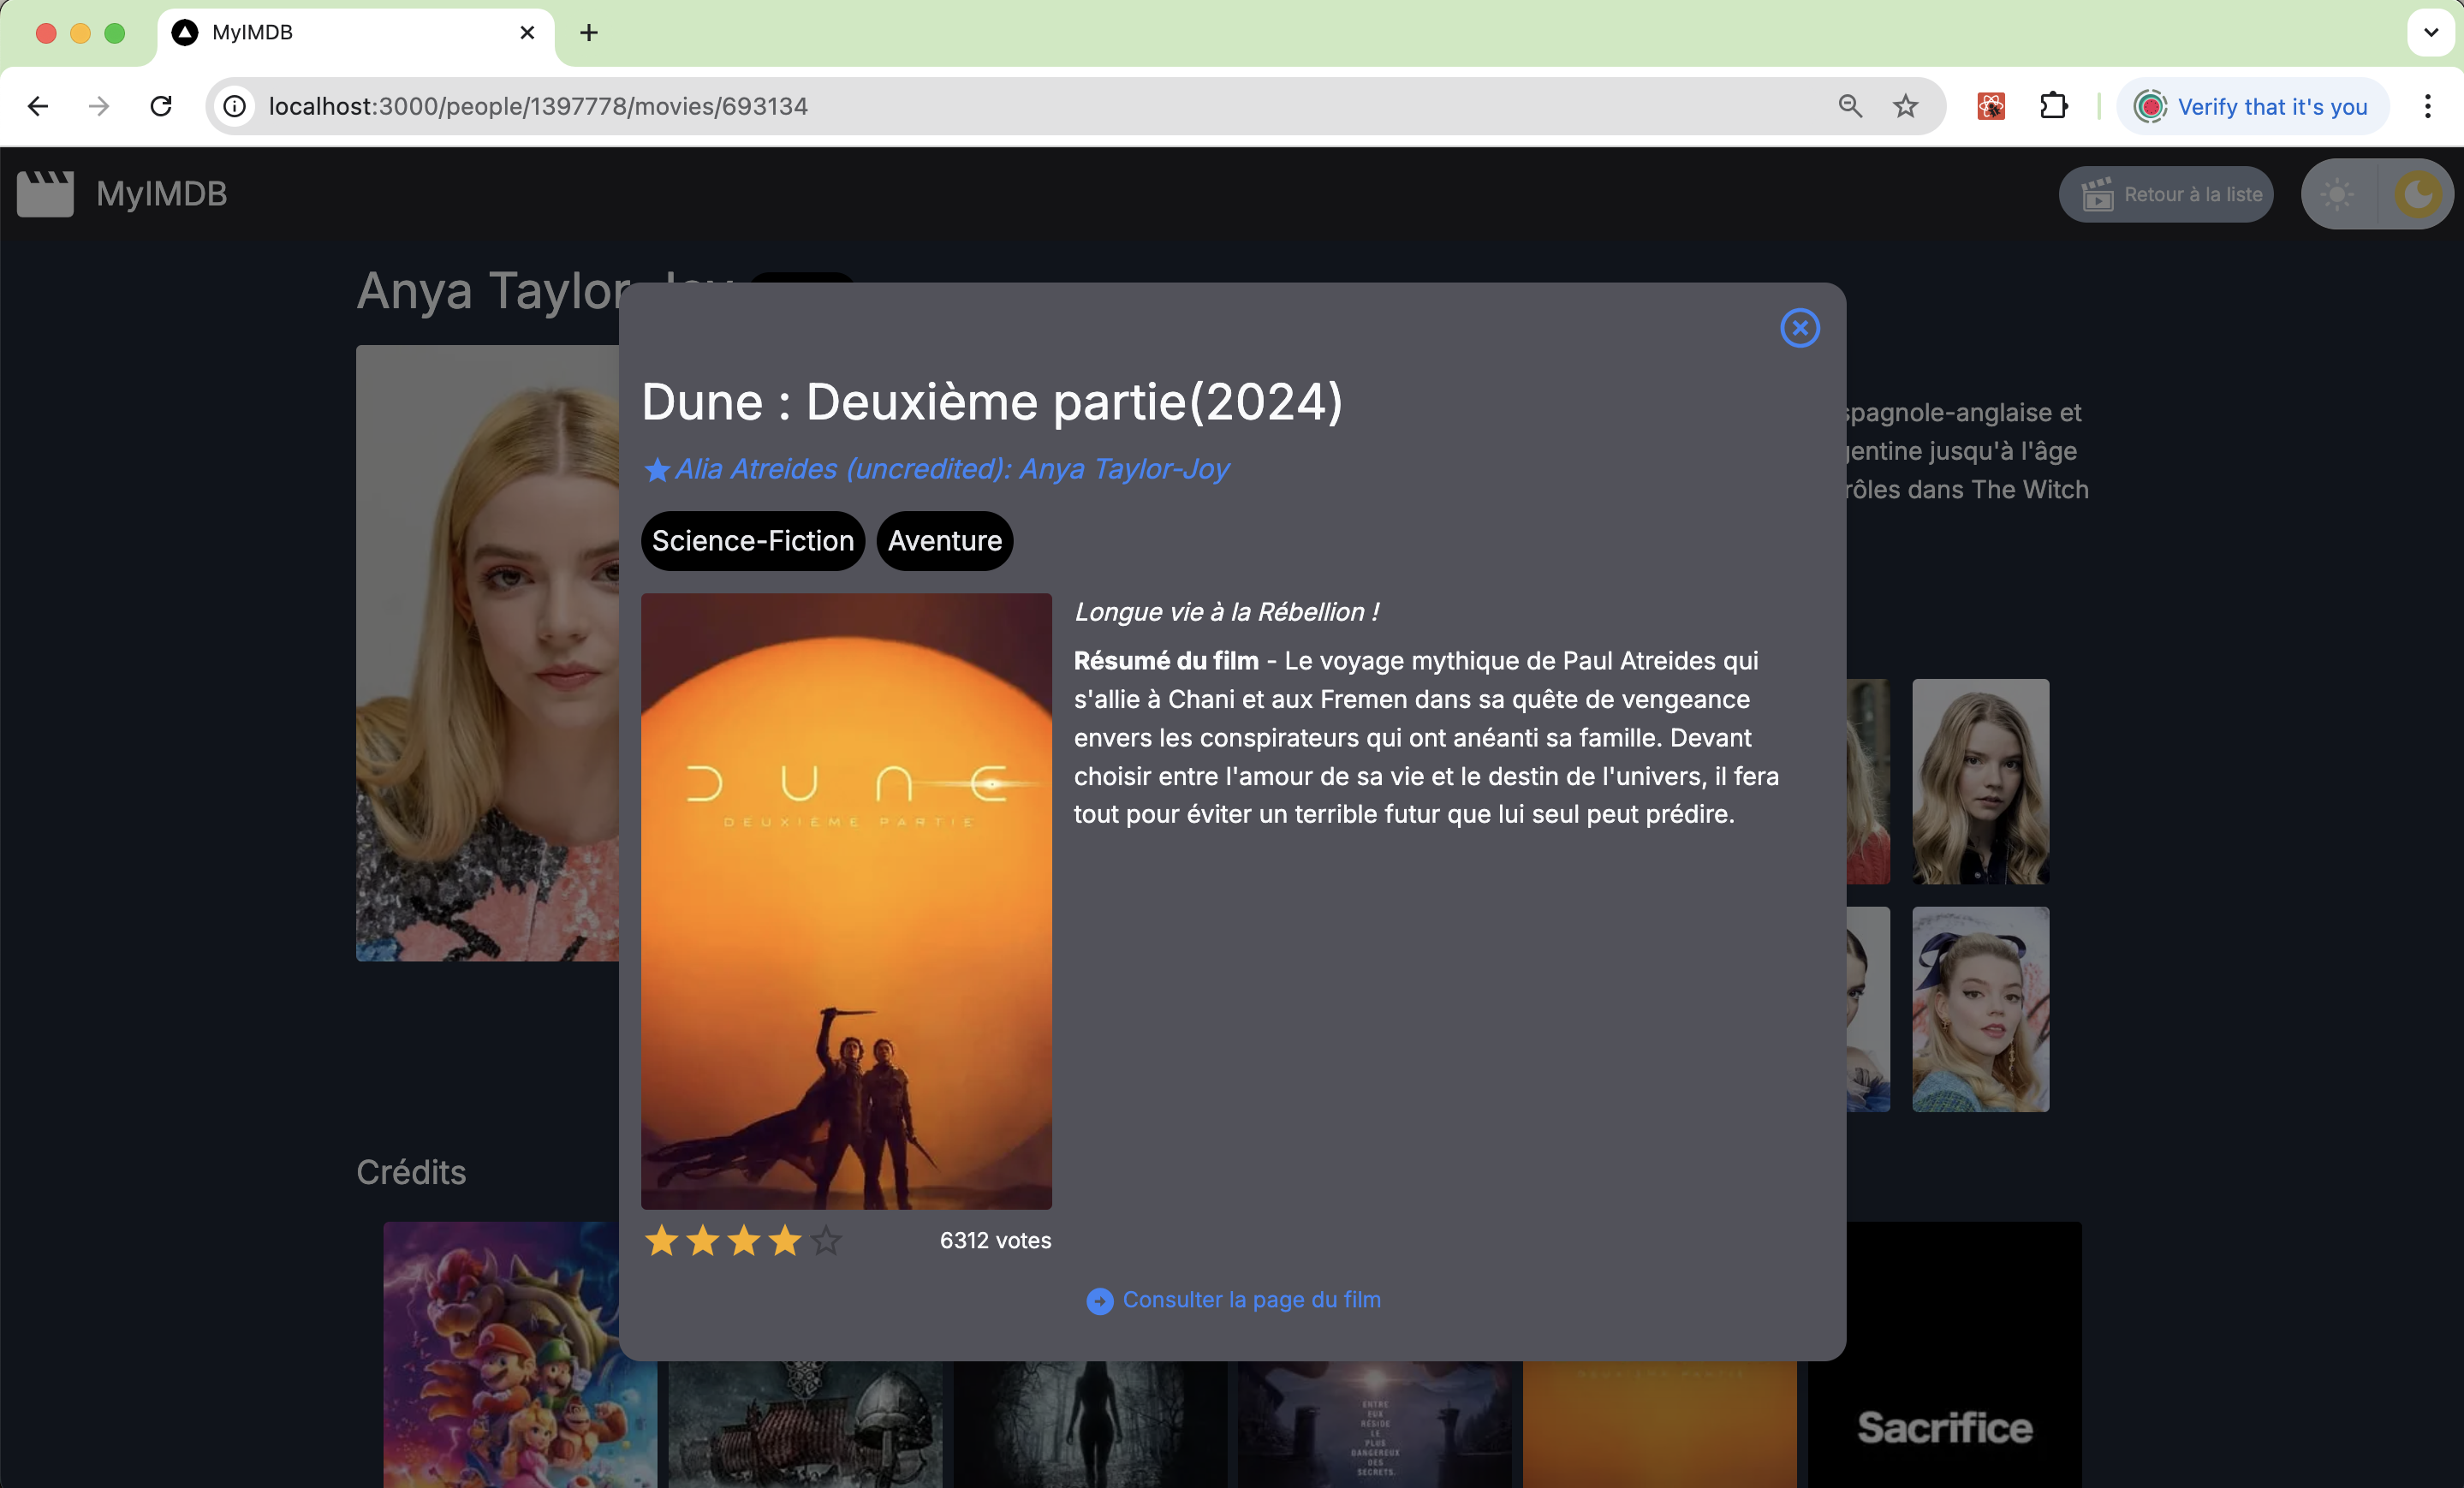 MyIMDB
localhost:3000/people/1397778/movies/693134
Verify that it's you
MyIMDB
Retour à la liste
Anya Taylor-Joy
spagnole-anglaise et
gentine jusqu'à l'âge
rôles dans The Witch
Dune : Deuxième partie(2024)
Alia Atreides (uncredited): Anya Taylor-Joy
Science-Fiction
Aventure
DUNE
DEUXIÈME PARTIE
Longue vie à la Rébellion !
Résumé du film - Le voyage mythique de Paul Atreides qui
s'allie à Chani et aux Fremen dans sa quête de vengeance
envers les conspirateurs qui ont anéanti sa famille. Devant
choisir entre l'amour de sa vie et le destin de l'univers, il fera
tout pour éviter un terrible futur que lui seul peut prédire.
6312 votes
Consulter la page du film
Crédits
ENTRE
EUX
RÉSIDE
LE
PLUS
DANGEREUX
DES
SECRETS.
Sacrifice